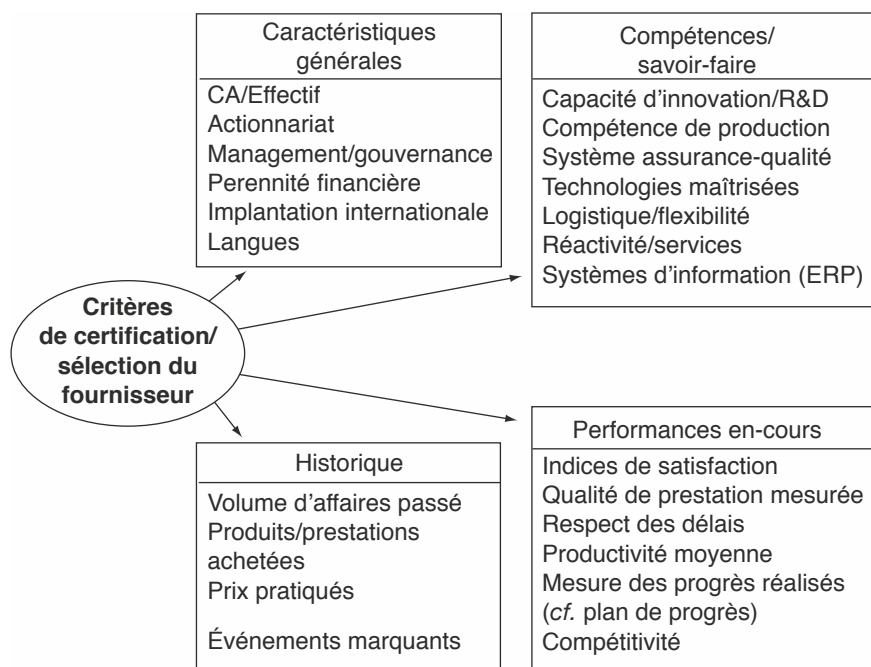 Caractéristiques
générales
CA/Effectif
Actionnariat
Management/gouvernance
Perennité financière
Implantation internationale
Langues
Compétences/
savoir-faire
Capacité d’innovation/R&D
Compétence de production
Système assurance-qualité
Technologies maîtrisées
Logistique/flexibilité
Réactivité/services
Systèmes d’information (ERP)
Critères
de certification/
sélection du
fournisseur
Historique
Volume d’affaires passé
Produits/prestations
achetées
Prix pratiqués
Événements marquants
Performances en-cours
Indices de satisfaction
Qualité de prestation mesurée
Respect des délais
Productivité moyenne
Mesure des progrès réalisés
(cf. plan de progrès)
Compétitivité